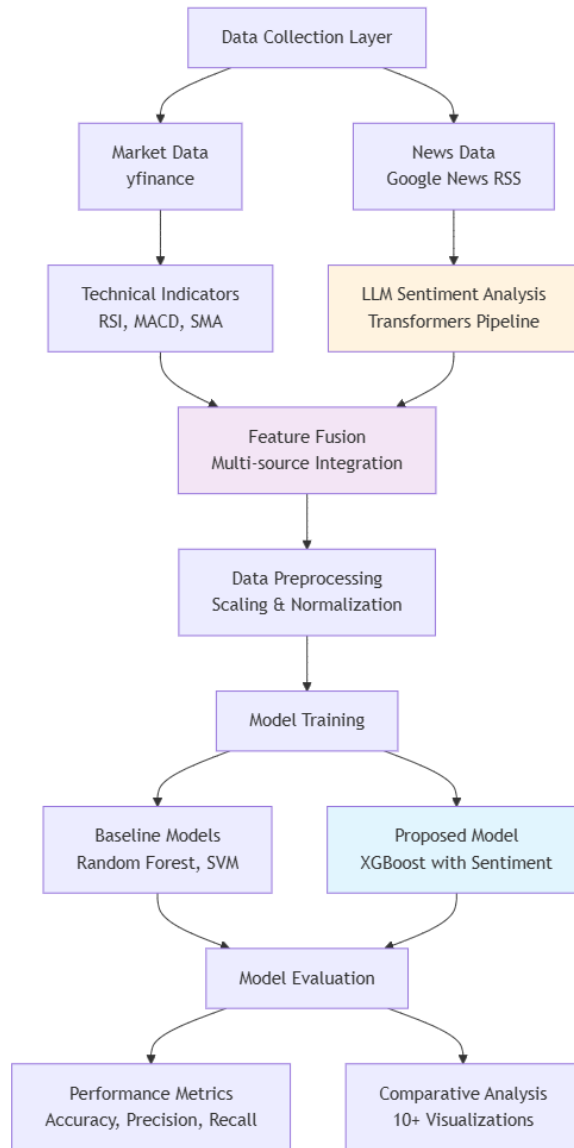 Data Collection Layer
Market Data
yfinance
News Data
Google News RSS
Technical Indicators
RSI, MACD, SMA
LLM Sentiment Analysis
Transformers Pipeline
Feature Fusion
Multi-source Integration
Data Preprocessing
Scaling & Normalization
Model Training
Baseline Models
Random Forest, SVM
Proposed Model
XGBoost with Sentiment
Model Evaluation
Performance Metrics
Accuracy, Precision, Recall
Comparative Analysis
10+ Visualizations